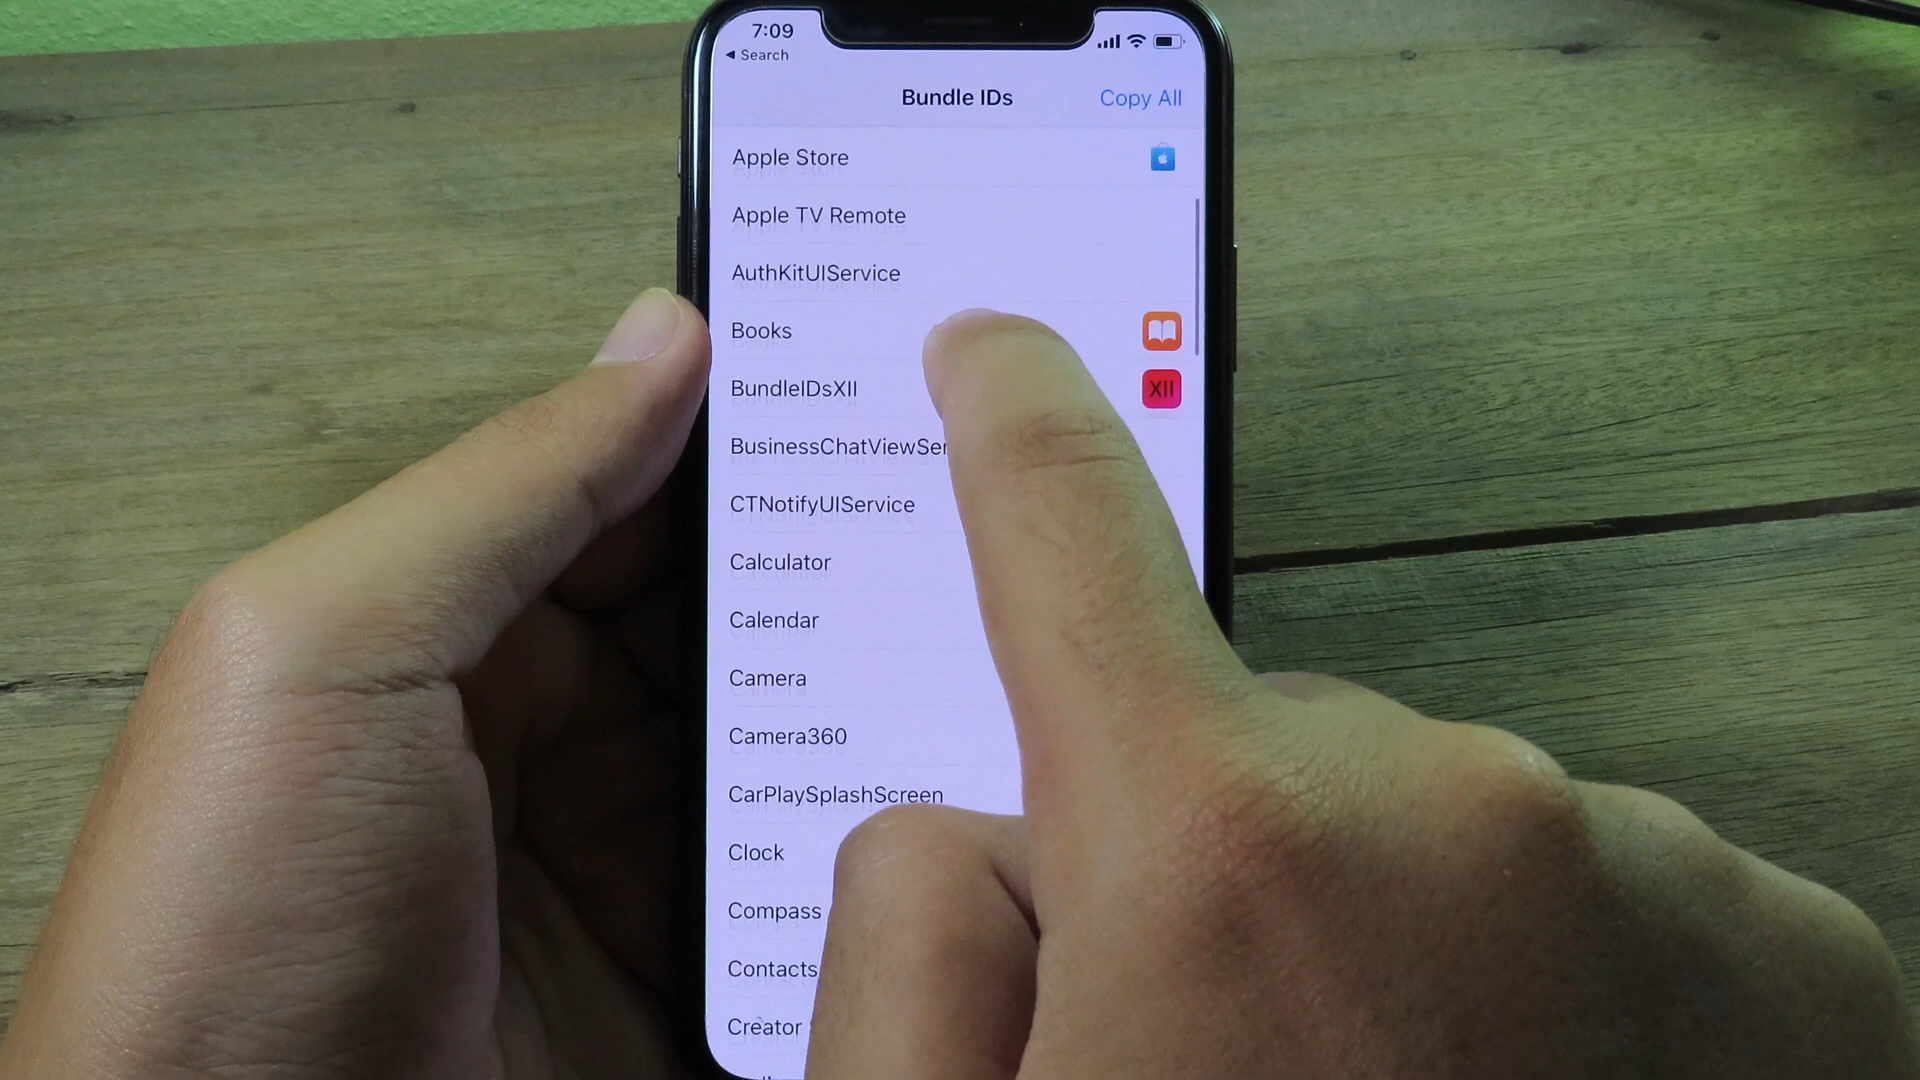 7:09
Search
Bundle IDs
Copy All
Apple Store
Apple TV Remote
AuthKitUIService
Books
BundleIDsXII
XII
BusinessChatViewSer
CTNotifyUIService
Calculator
Calendar
Camera
Camera360
CarPlaySplashScreen
Clock
Compass
Contacts
Creator